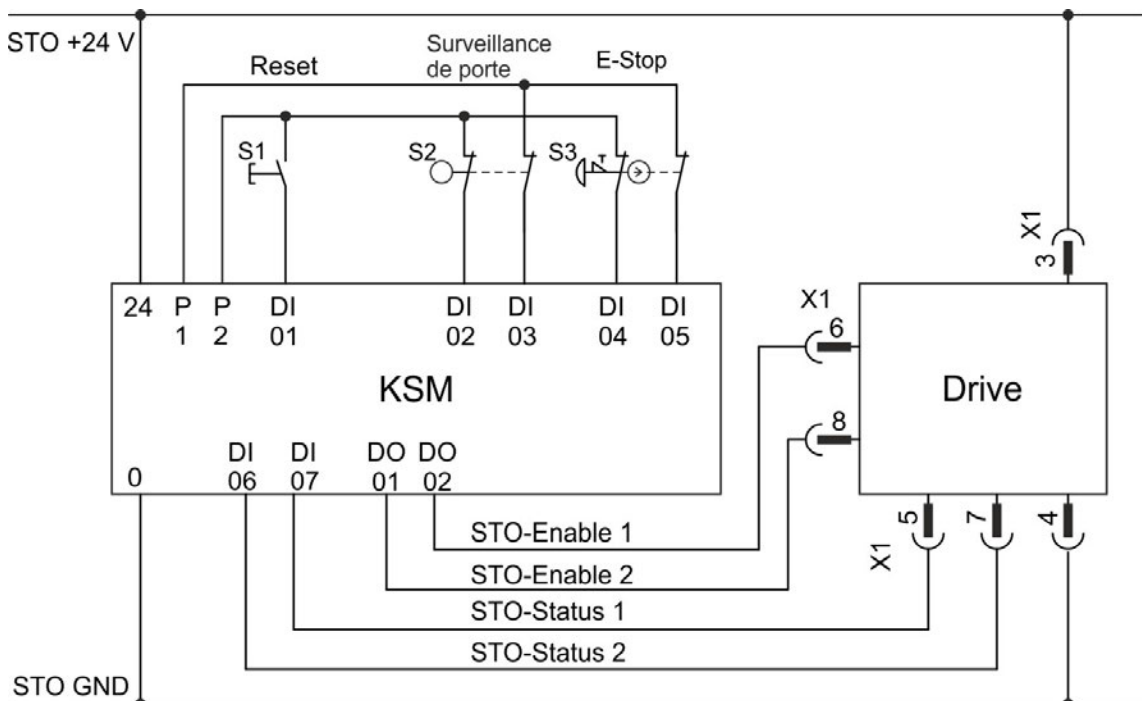 STO +24 V
Reset
Surveillance
de porte
E-Stop
S1
S2
S3
X1
3
24 P P DI DI DI DI DI
1 2 01 02 03 04 05
X1
6
KSM
Drive
8
DI DI DO DO
0 06 07 01 02
5 7 4
X1
STO-Enable 1
STO-Enable 2
STO-Status 1
STO-Status 2
STO GND